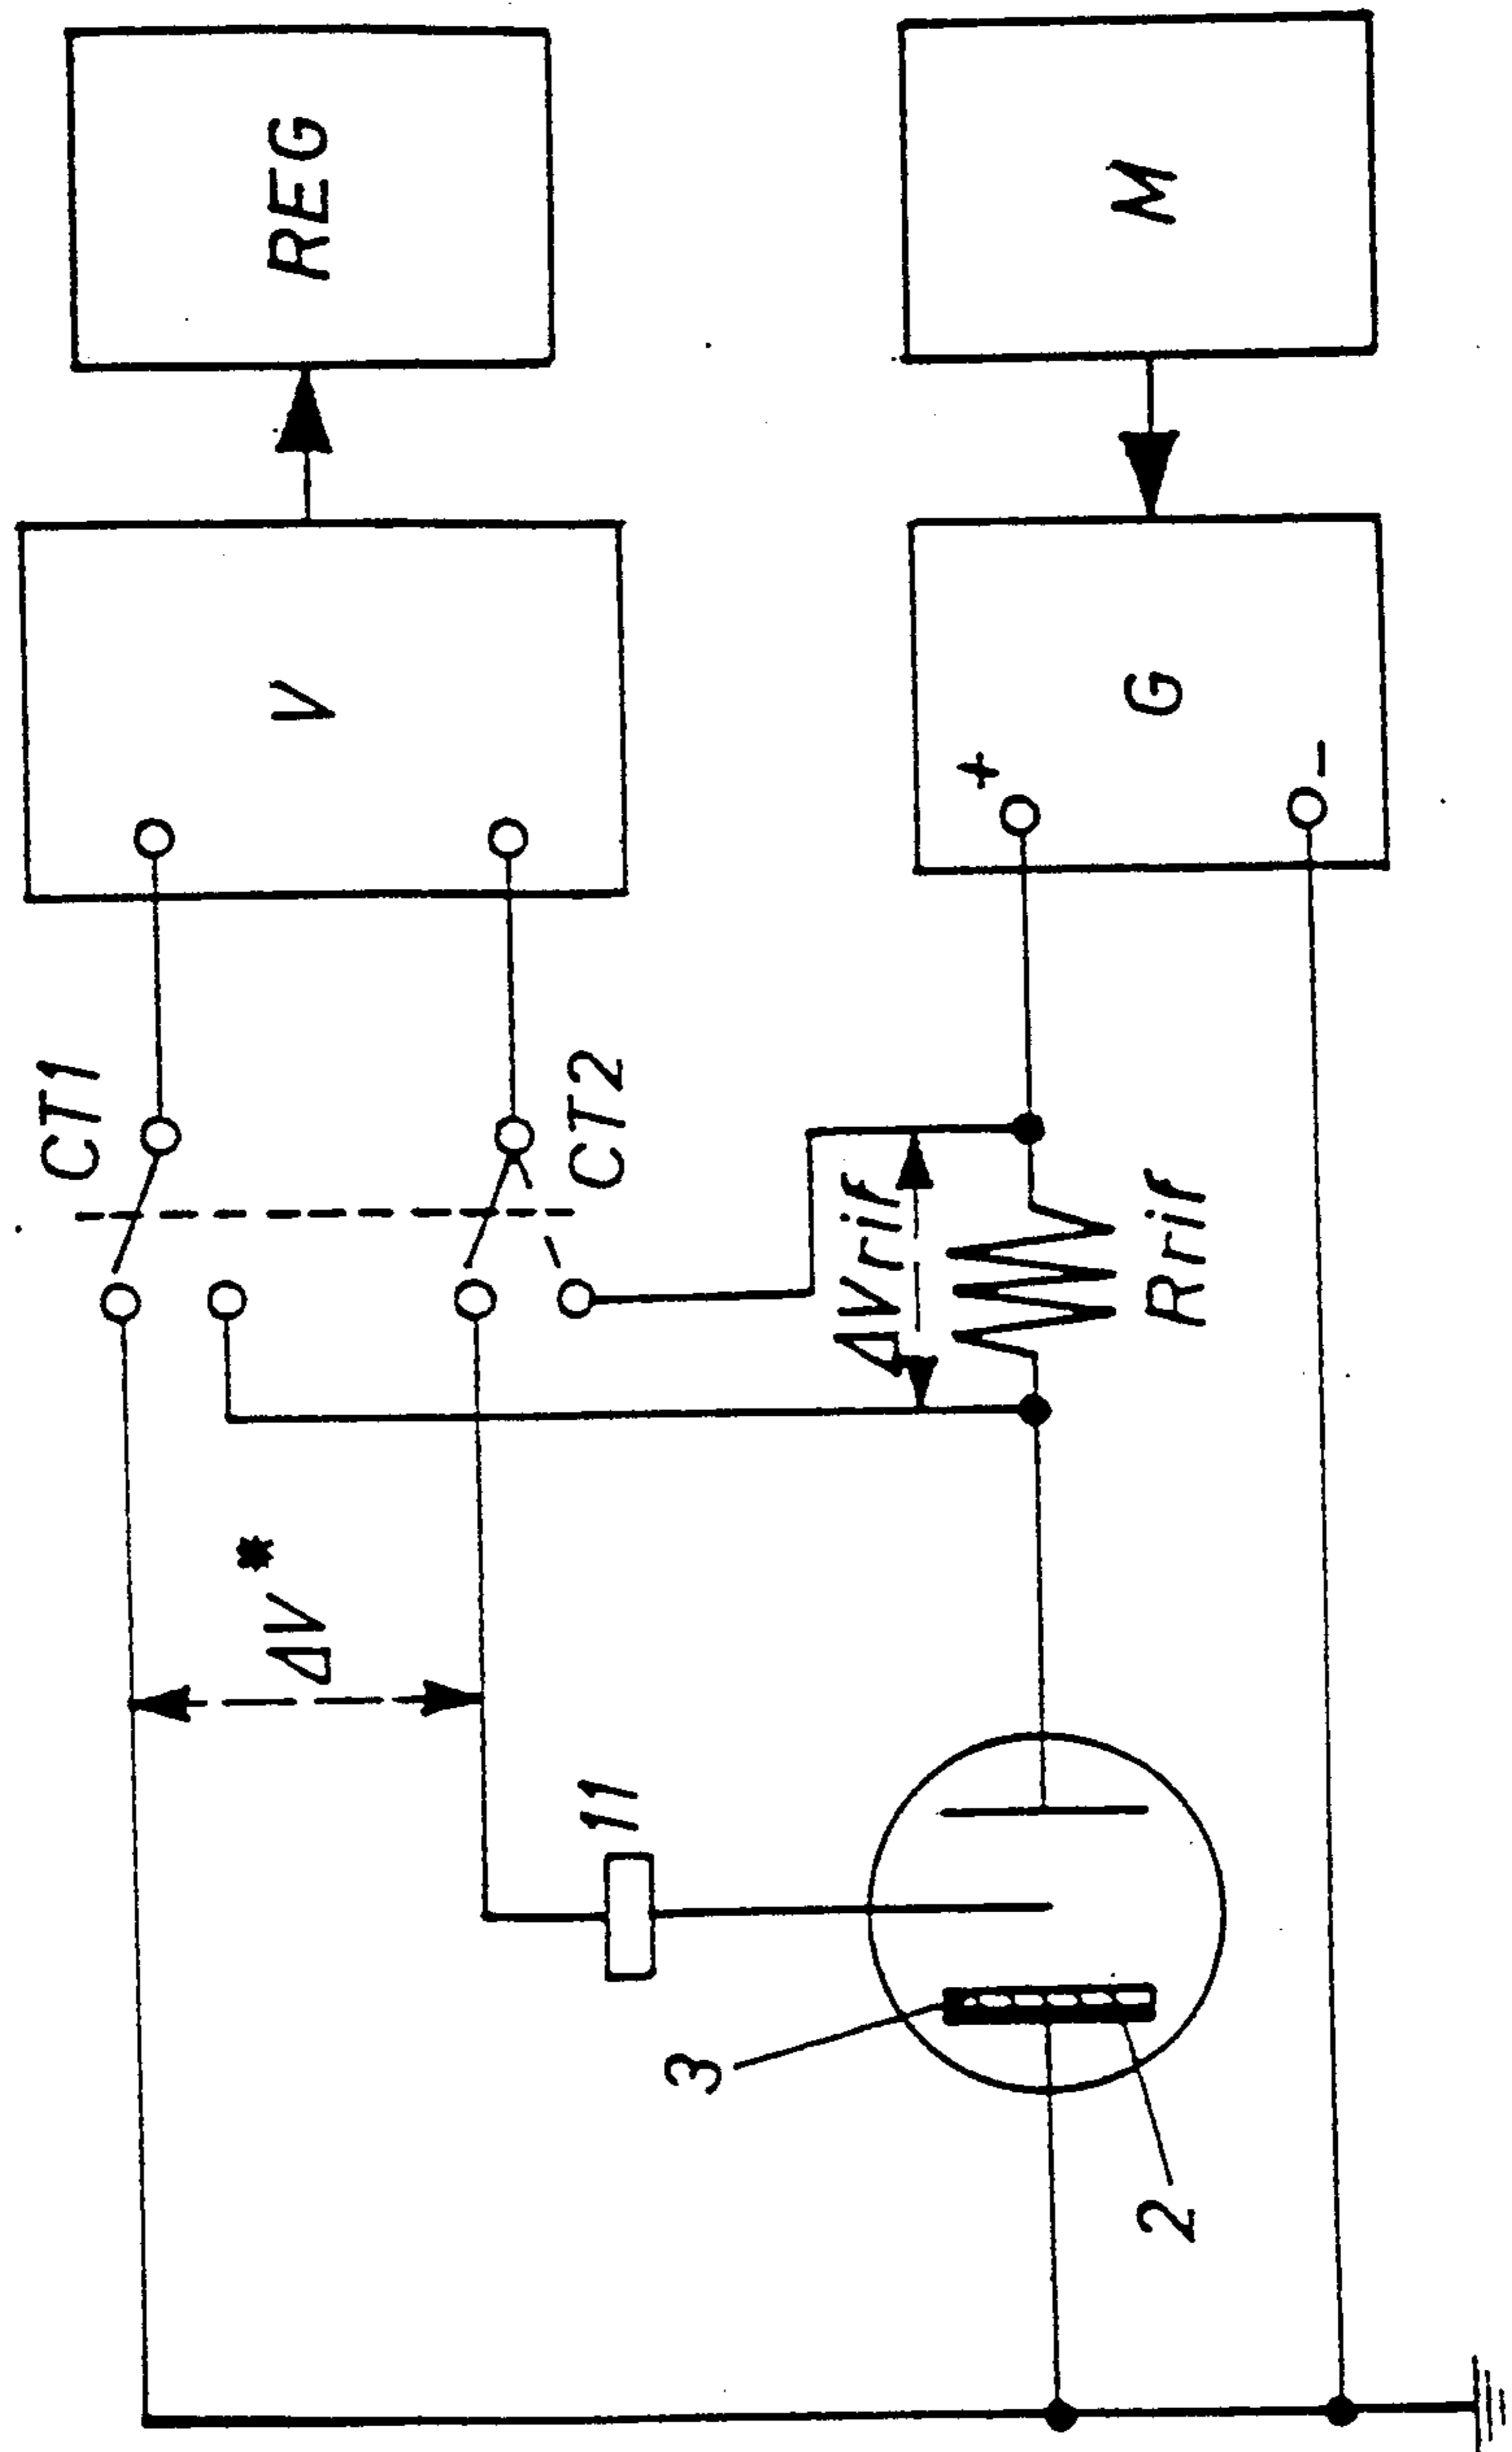 REG
M
V
G
+
−
CT1
CT2
ΔVrif
Rrif
ΔV*
11
3
2